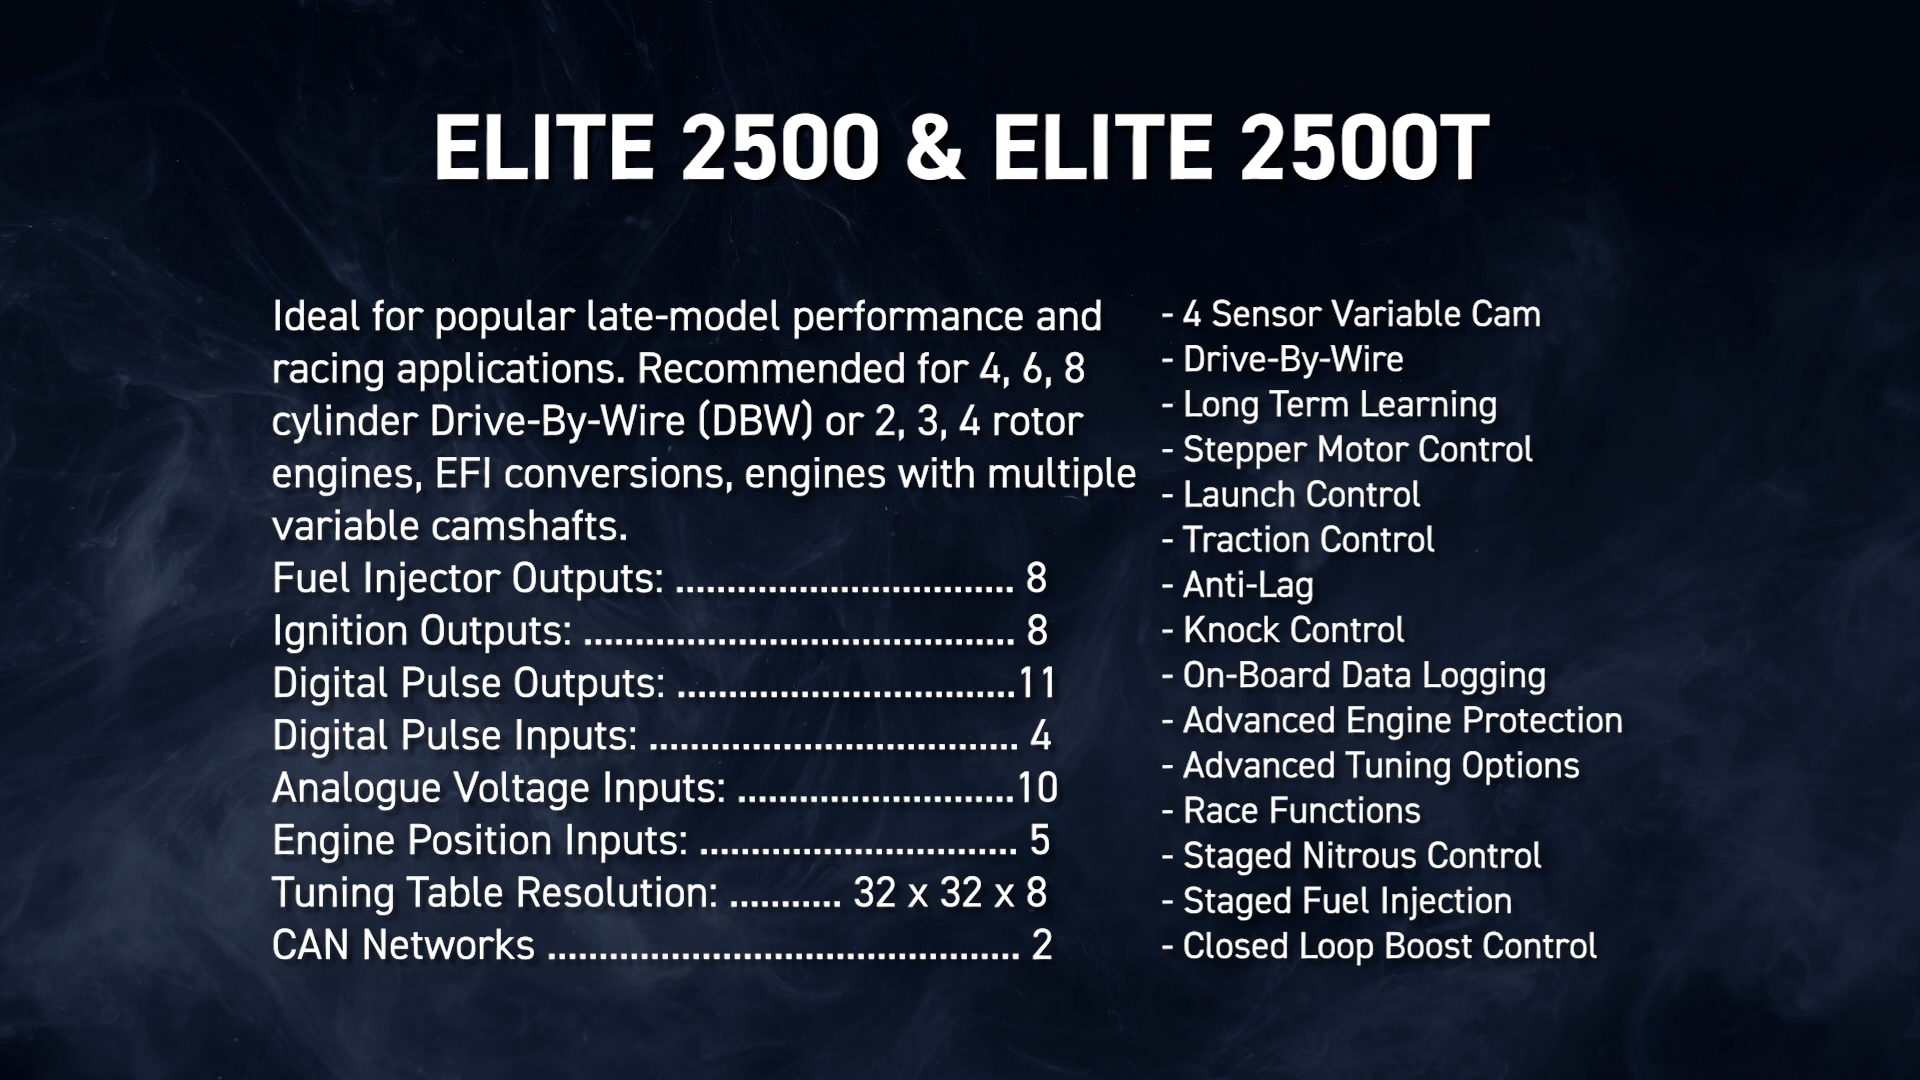 ELITE 2500 & ELITE 2500T
Ideal for popular late-model performance and
racing applications. Recommended for 4, 6, 8
cylinder Drive-By-Wire (DBW) or 2, 3, 4 rotor
engines, EFI conversions, engines with multiple
variable camshafts.
Fuel Injector Outputs: ................................. 8
Ignition Outputs: .......................................... 8
Digital Pulse Outputs: .................................11
Digital Pulse Inputs: .................................... 4
Analogue Voltage Inputs: ...........................10
Engine Position Inputs: ............................... 5
Tuning Table Resolution: ........... 32 x 32 x 8
CAN Networks .............................................. 2
- 4 Sensor Variable Cam
- Drive-By-Wire
- Long Term Learning
- Stepper Motor Control
- Launch Control
- Traction Control
- Anti-Lag
- Knock Control
- On-Board Data Logging
- Advanced Engine Protection
- Advanced Tuning Options
- Race Functions
- Staged Nitrous Control
- Staged Fuel Injection
- Closed Loop Boost Control